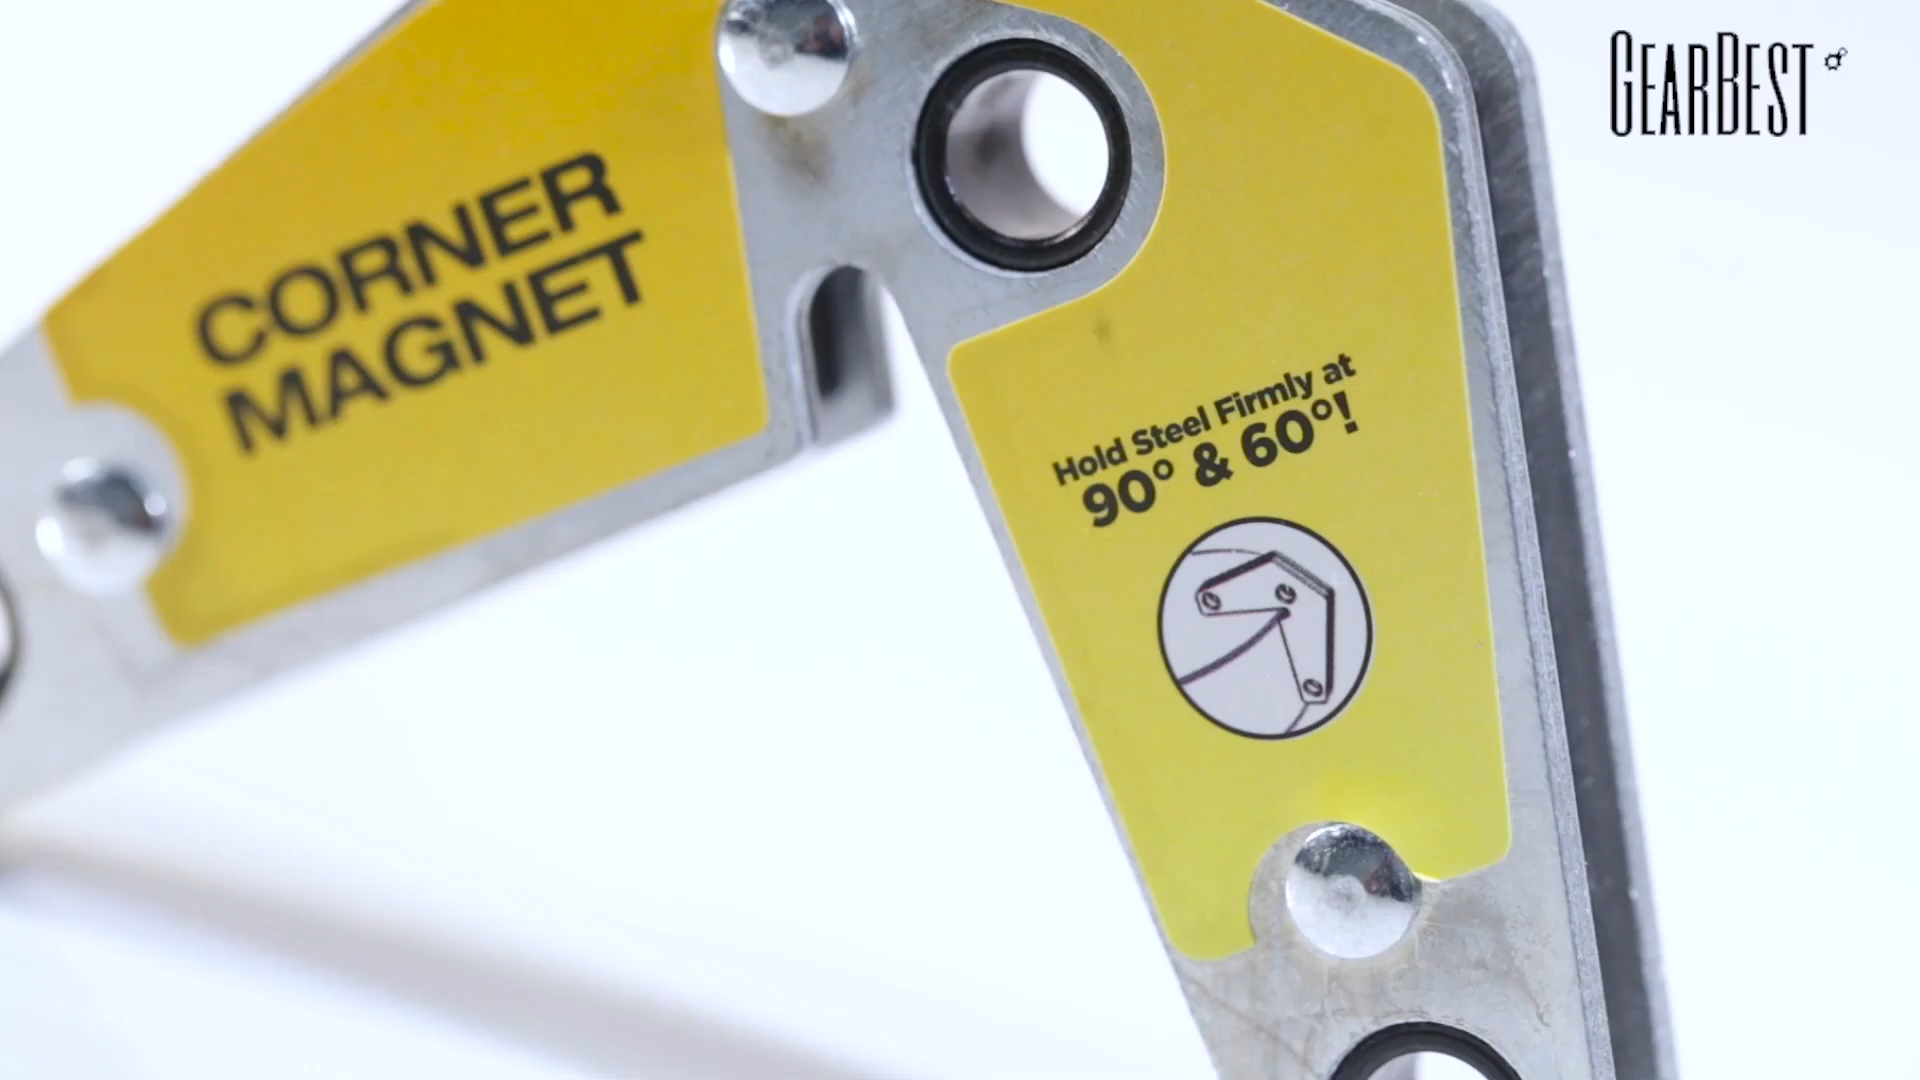 GEARBEST
CORNER
MAGNET
Hold Steel Firmly at
90° & 60°!